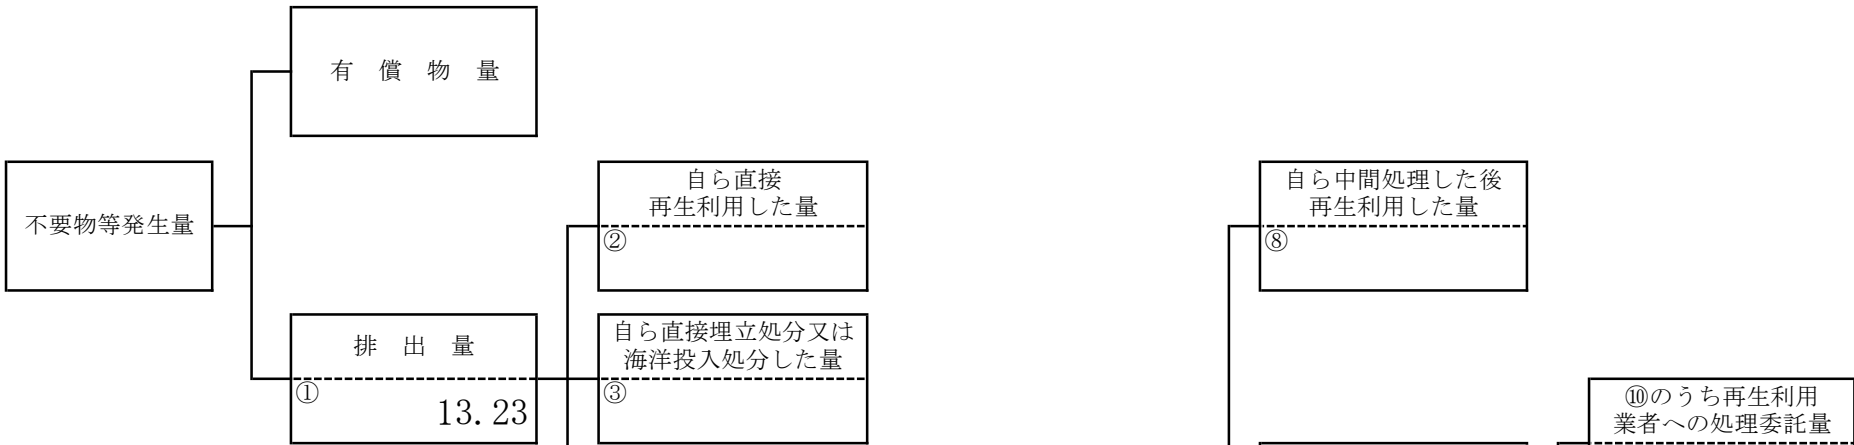 有　償　物　量
不要物等発生量
自ら直接
再生利用した量
②
自ら中間処理した後
再生利用した量
⑧
排　出　量
①
13.23
自ら直接埋立処分又は
海洋投入処分した量
③
⑩のうち再生利用
業者への処理委託量